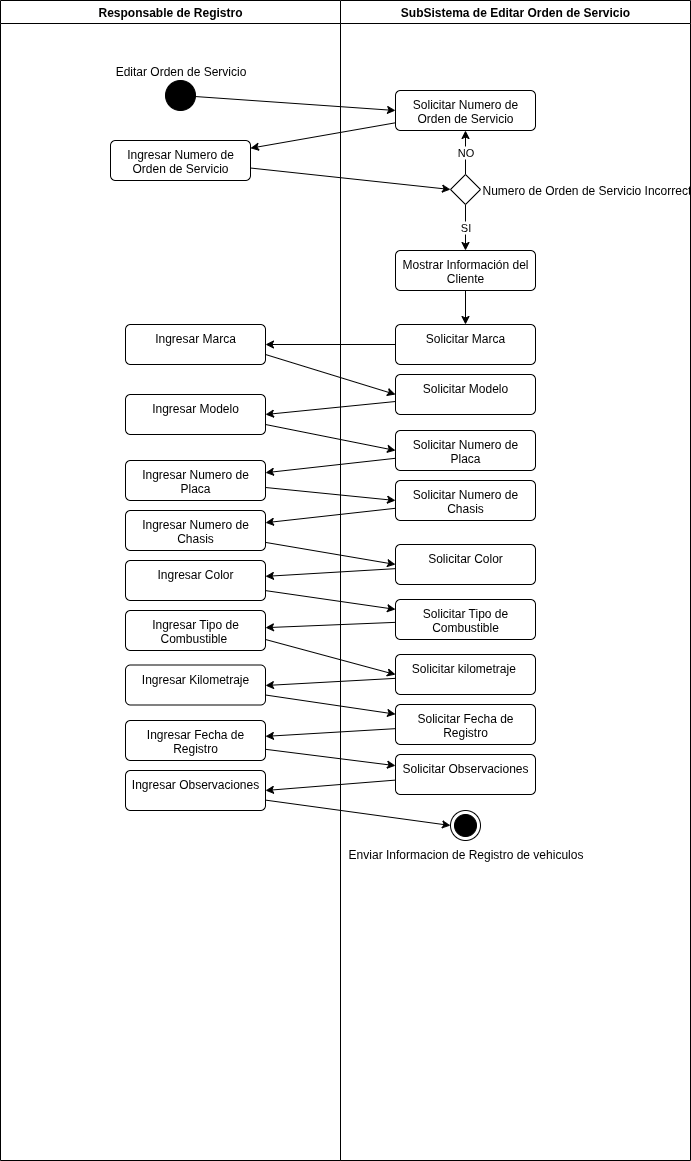 Responsable de Registro
SubSistema de Editar Orden de Servicio
Editar Orden de Servicio
Solicitar Numero de
Orden de Servicio
Ingresar Numero de
Orden de Servicio
NO
Numero de Orden de Servicio Incorrect
SI
Mostrar Información del
Cliente
Ingresar Marca
Solicitar Marca
Solicitar Modelo
Ingresar Modelo
Solicitar Numero de
Placa
Ingresar Numero de
Placa
Solicitar Numero de
Chasis
Ingresar Numero de
Chasis
Solicitar Color
Ingresar Color
Solicitar Tipo de
Combustible
Ingresar Tipo de
Combustible
Solicitar kilometraje
Ingresar Kilometraje
Solicitar Fecha de
Registro
Ingresar Fecha de
Registro
Solicitar Observaciones
Ingresar Observaciones
Enviar Informacion de Registro de vehiculos